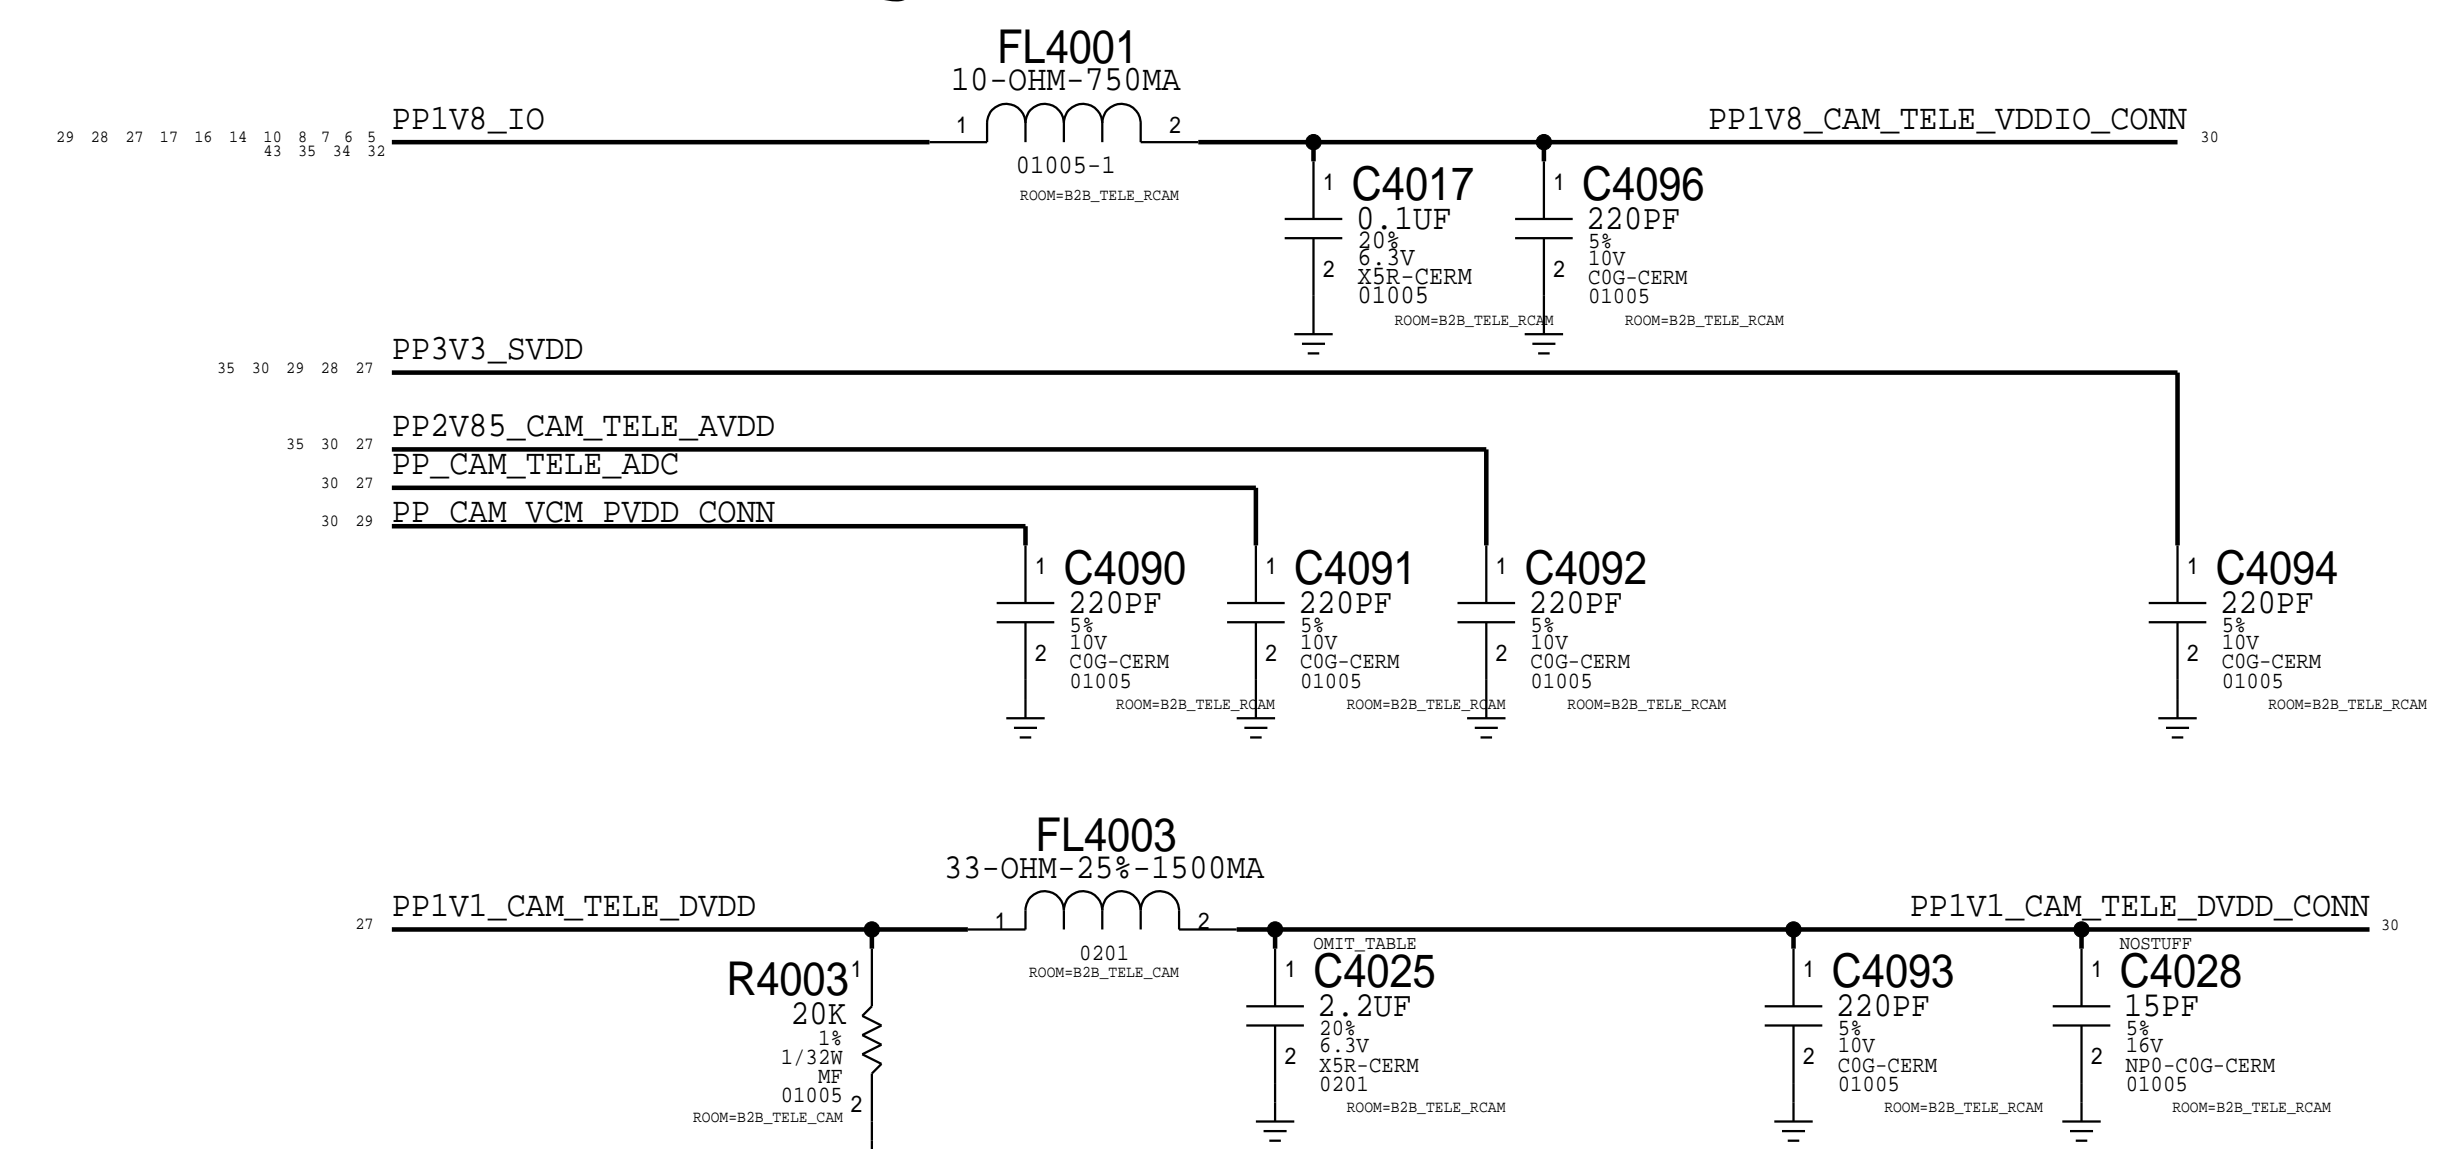 FL4001
10-OHM-750MA
PP1V8_IO
1 2
PP1V8_CAM_TELE_VDDIO_CONN 30
29 28 27 17 16 14 10 8 7 6 5
43 35 34 32
01005-1
ROOM=B2B_TELE_RCAM
1 C4017
0.1UF
20%
6.3V
2
X5R-CERM
01005
ROOM=B2B_TELE_RCAM
1 C4096
220PF
5%
10V
2
C0G-CERM
01005
ROOM=B2B_TELE_RCAM
PP3V3_SVDD
35 30 29 28 27
PP2V85_CAM_TELE_AVDD
35 30 27
PP_CAM_TELE_ADC
30 27
PP_CAM_VCM_PVDD_CONN
30 29
1 C4090
220PF
5%
10V
2
C0G-CERM
01005
ROOM=B2B_TELE_RCAM
1 C4091
220PF
5%
10V
2
C0G-CERM
01005
ROOM=B2B_TELE_RCAM
1 C4092
220PF
5%
10V
2
C0G-CERM
01005
ROOM=B2B_TELE_RCAM
1 C4094
220PF
5%
10V
2
C0G-CERM
01005
ROOM=B2B_TELE_RCAM
FL4003
33-OHM-25%-1500MA
PP1V1_CAM_TELE_DVDD
27
1 2
PP1V1_CAM_TELE_DVDD_CONN 30
0201
ROOM=B2B_TELE_CAM
R4003 1
20K
1%
1/32W
MF
01005 2
ROOM=B2B_TELE_CAM
OMIT_TABLE
1 C4025
2.2UF
20%
6.3V
2
X5R-CERM
0201
ROOM=B2B_TELE_RCAM
1 C4093
220PF
5%
10V
2
C0G-CERM
01005
ROOM=B2B_TELE_RCAM
NOSTUFF
1 C4028
15PF
5%
16V
2
NP0-C0G-CERM
01005
ROOM=B2B_TELE_RCAM